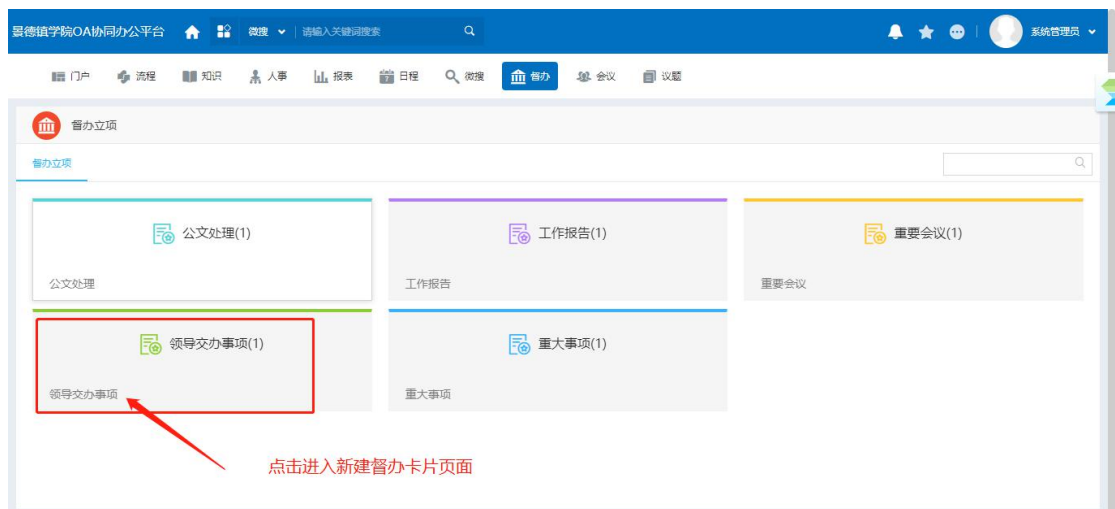 景德镇学院OA协同办公平台 微搜 请输入关键词搜索 系统管理员
门户 流程 知识 人事 报表 日程 微搜 督办 会议 议题
督办立项
督办立项
公文处理(1) 工作报告(1) 重要会议(1)
公文处理 工作报告 重要会议
领导交办事项(1) 重大事项(1)
领导交办事项 重大事项
点击进入新建督办卡片页面